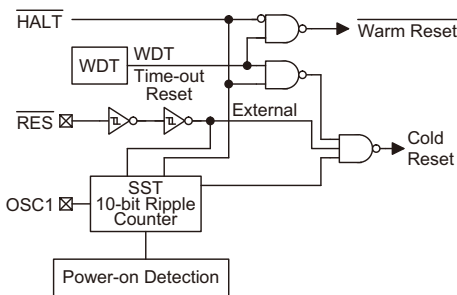 HALT
Warm Reset
WDT
WDT
Time-out
Reset
RES
External
Cold
Reset
OSC1
SST
10-bit Ripple
Counter
Power-on Detection